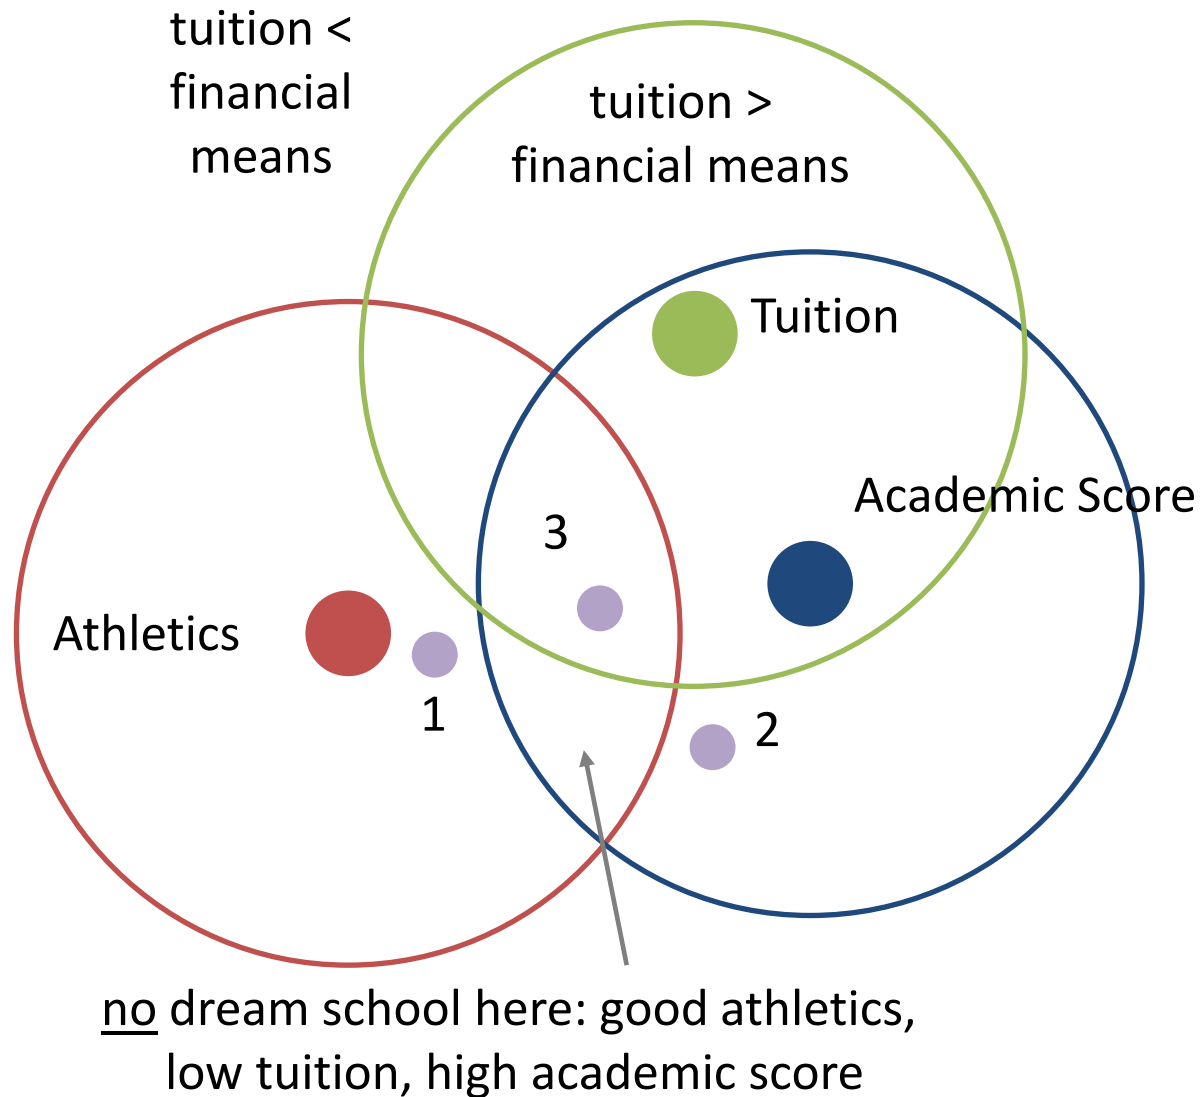 tuition <
financial
means
tuition >
financial means
Tuition
Academic Score
3
Athletics
1
2
no dream school here: good athletics,
low tuition, high academic score